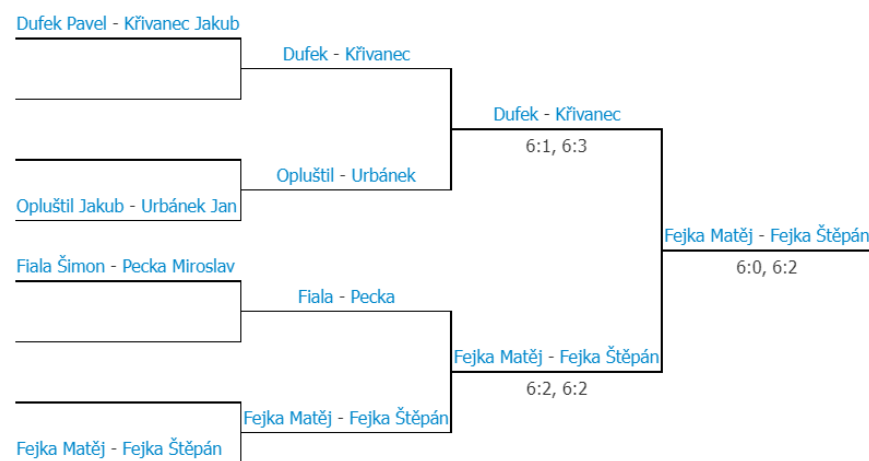 Dufek Pavel - Křivanec Jakub
Dufek - Křivanec
Dufek - Křivanec
6:1, 6:3
Opluštil - Urbánek
Opluštil Jakub - Urbánek Jan
Fejka Matěj - Fejka Štěpán
6:0, 6:2
Fiala Šimon - Pecka Miroslav
Fiala - Pecka
Fejka Matěj - Fejka Štěpán
6:2, 6:2
Fejka Matěj - Fejka Štěpán
Fejka Matěj - Fejka Štěpán